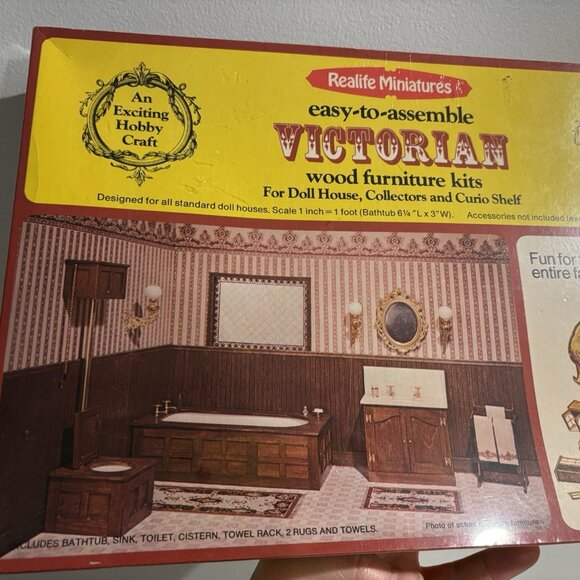 An
Exciting
Hobby
Craft
Realife Miniatures
easy-to-assemble
VICTORIAN
wood furniture kits
For Doll House, Collectors and Curio Shelf
Designed for all standard doll houses. Scale 1 inch = 1 foot (Bathtub 6¼"L x 3"W).
Accessories not included
Fun for
entire
BATHTUB, SINK, TOILET, CISTERN, TOWEL RACK, 2 RUGS AND TOWELS.
Photo of actual furniture